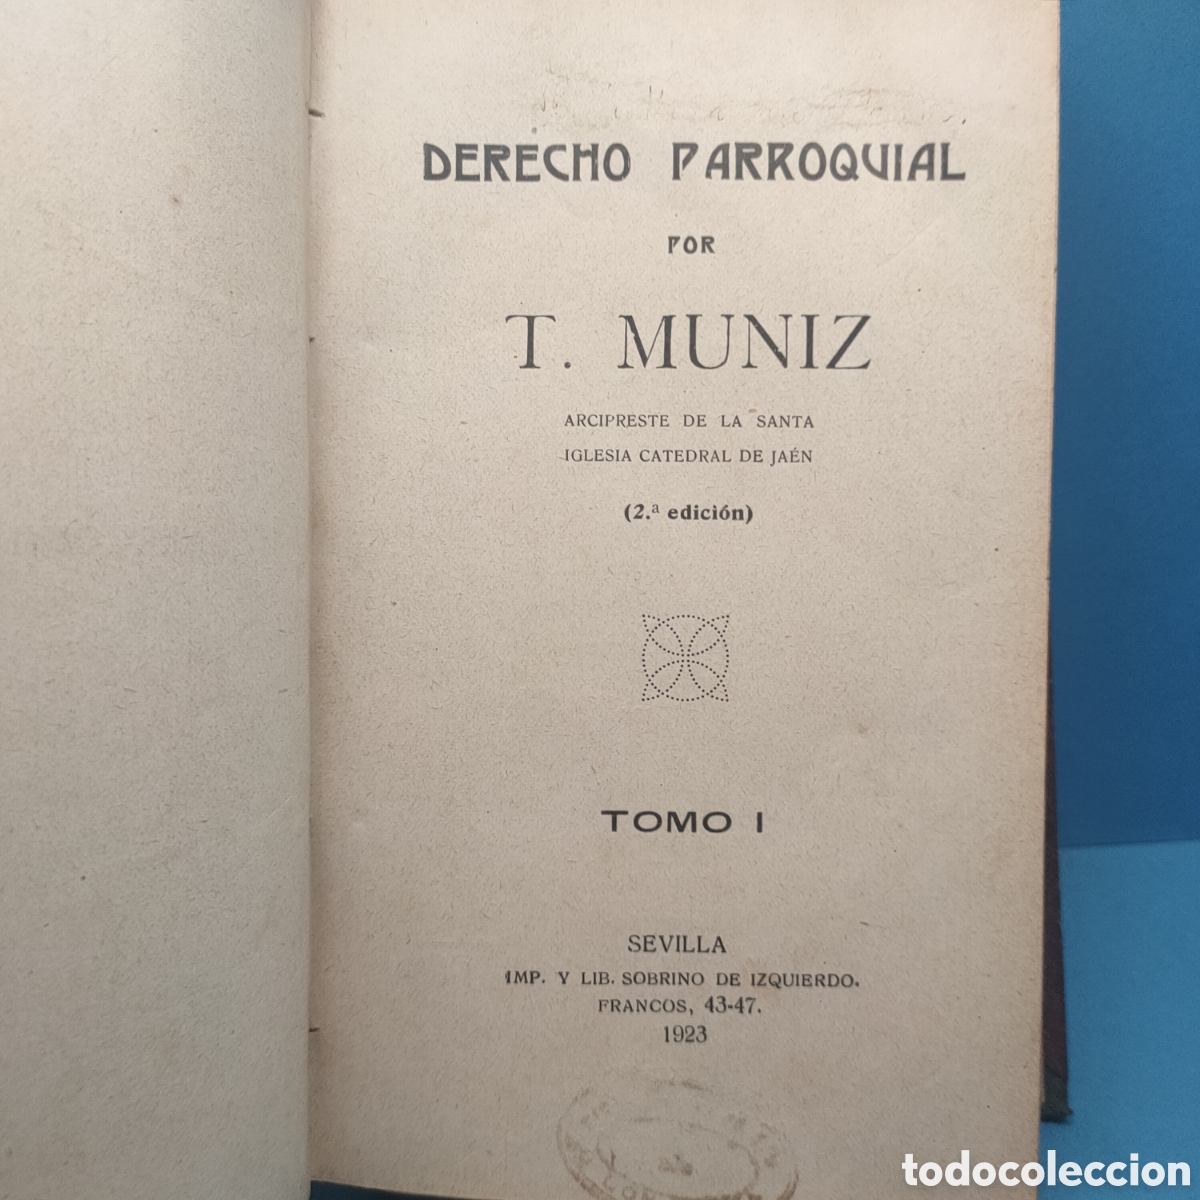 DERECHO PARROQUIAL
POR
T. MUNIZ
ARCIPRESTE DE LA SANTA
IGLESIA CATEDRAL DE JAÉN
(2.ª edición)
TOMO I
SEVILLA
IMP. Y LIB. SOBRINO DE IZQUIERDO.
FRANCOS, 43-47.
1923
todocoleccion